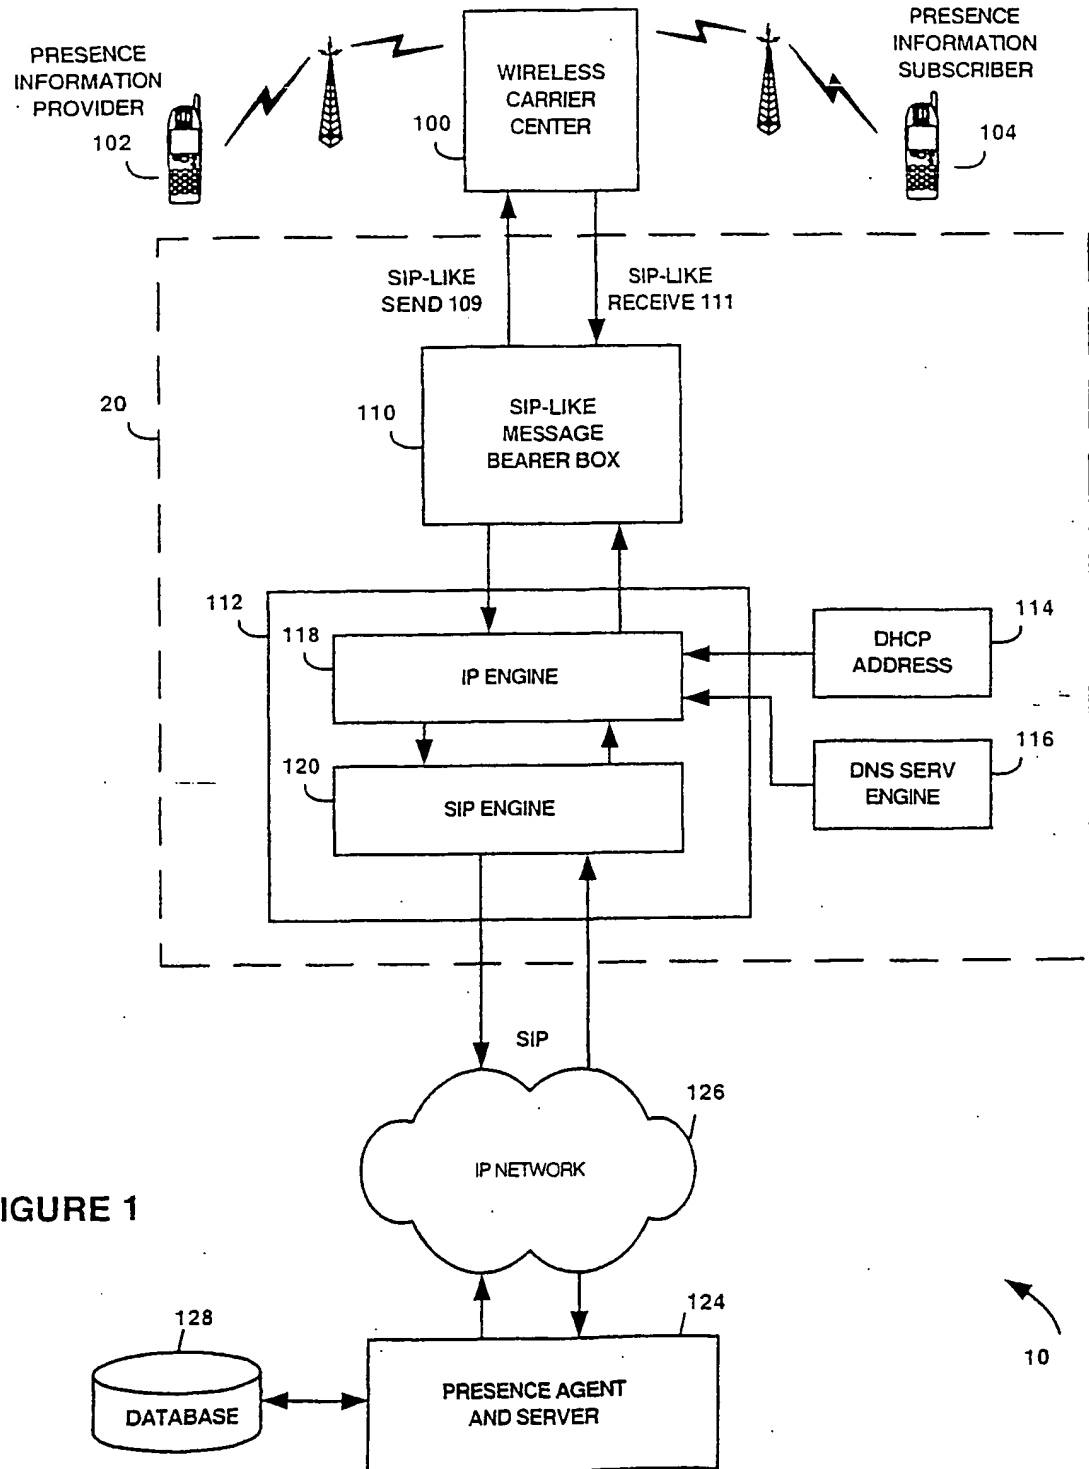 PRESENCE
INFORMATION
PROVIDER
102
WIRELESS
CARRIER
CENTER
100
PRESENCE
INFORMATION
SUBSCRIBER
104
SIP-LIKE
SEND 109
SIP-LIKE
RECEIVE 111
20
110
SIP-LIKE
MESSAGE
BEARER BOX
112
118
IP ENGINE
DHCP
ADDRESS
114
120
SIP ENGINE
DNS SERV
ENGINE
116
SIP
126
IP NETWORK
IGURE 1
128
DATABASE
124
PRESENCE AGENT
AND SERVER
10